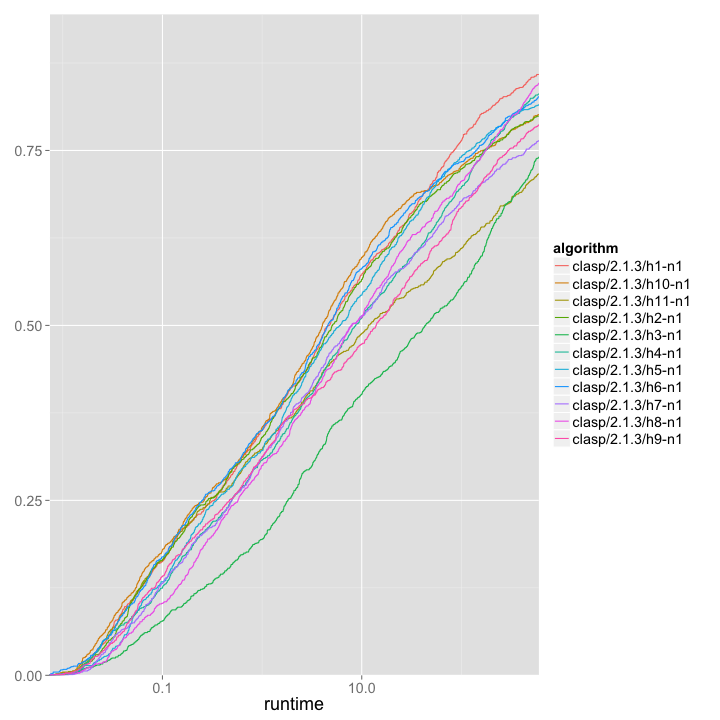 0.75
0.50
0.25
0.00
0.1
10.0
runtime
algorithm
clasp/2.1.3/h1-n1
clasp/2.1.3/h10-n1
clasp/2.1.3/h11-n1
clasp/2.1.3/h2-n1
clasp/2.1.3/h3-n1
clasp/2.1.3/h4-n1
clasp/2.1.3/h5-n1
clasp/2.1.3/h6-n1
clasp/2.1.3/h7-n1
clasp/2.1.3/h8-n1
clasp/2.1.3/h9-n1